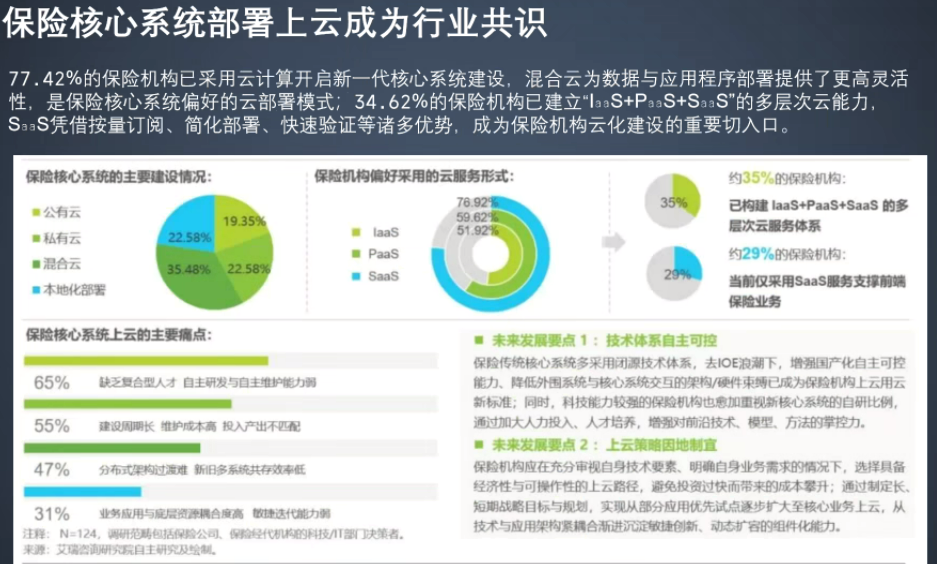 保险核心系统部署上云成为行业共识
77.42%的保险机构已采用云计算开启新一代核心系统建设，混合云为数据与应用程序部署提供了更高灵活
性，是保险核心系统偏好的云部署模式；34.62%的保险机构已建立“IaaS+PaaS+SaaS”的多层次云能力，
SaaS凭借按量订阅、简化部署、快速验证等诸多优势，成为保险机构云化建设的重要切入口。
保险核心系统的主要建设情况：
公有云
私有云
混合云
本地化部署
19.35%
22.58%
35.48%
22.58%
保险机构偏好采用的云服务形式：
IaaS
PaaS
SaaS
76.92%
59.62%
51.92%
35%
约35%的保险机构：
已构建 IaaS+PaaS+SaaS 的多
层次云服务体系
29%
约29%的保险机构：
当前仅采用SaaS服务支撑前端
保险业务
保险核心系统上云的主要痛点：
65% 缺乏复合型人才 自主研发与自主维护能力弱
55% 建设周期长 维护成本高 投入产出不匹配
47% 分布式架构过渡难 新旧多系统共存效率低
31% 业务应用与底层资源耦合度高 敏捷迭代能力弱
注释： N=124，调研范畴包括保险公司、保险经代机构的科技/IT部门决策者。
来源：艾瑞咨询研究院自主研究及绘制。
未来发展要点 1 ：技术体系自主可控
保险传统核心系统多采用闭源技术体系，去IOE浪潮下，增强国产化自主可控
能力、降低外围系统与核心系统交互的架构/硬件束缚已成为保险机构上云用云
新标准；同时，科技能力较强的保险机构也愈加重视新核心系统的自研比例，
通过加大人力投入、人才培养，增强对前沿技术、模型、方法的掌控力。
未来发展要点 2 ：上云策略因地制宜
保险机构应在充分审视自身技术要素、明确自身业务需求的情况下，选择具备
经济性与可操作性的上云路径，避免投资过快而带来的成本攀升；通过制定长、
短期战略目标与规划，实现从部分应用优先试点逐步扩大至核心业务上云，从
技术与应用架构紧耦合渐进沉淀敏捷创新、动态扩容的组件化能力。